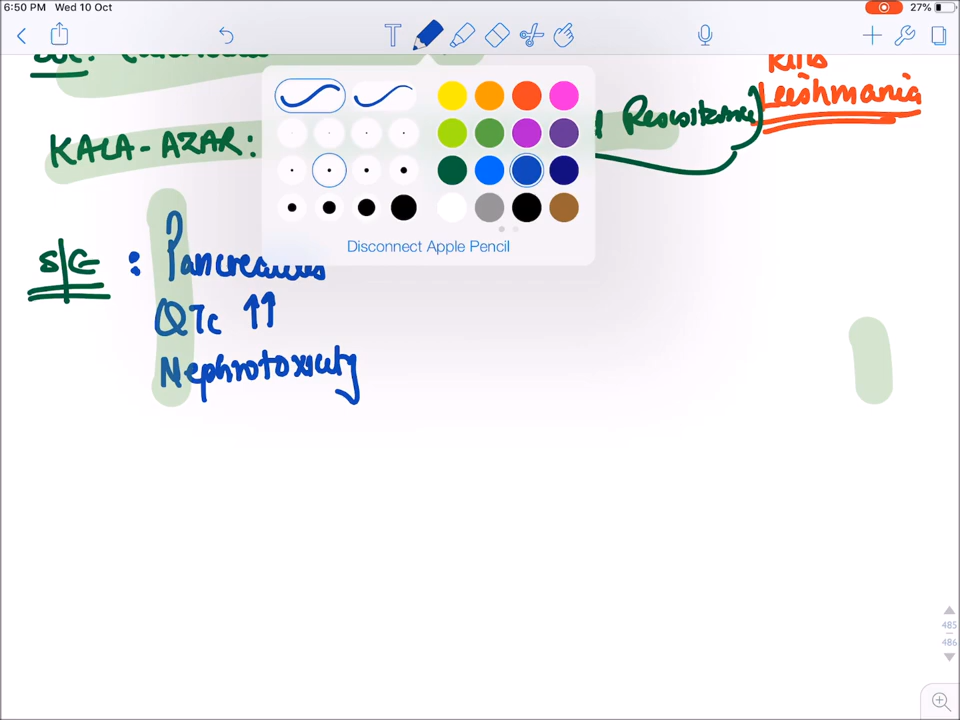 6:50 PM Wed 10 Oct
27%
T
Kills
Leishmania
KALA-AZAR:
Resistance
S/E : Pancreatitis
QTc ↑↑
Nephrotoxicity
Disconnect Apple Pencil
485
486